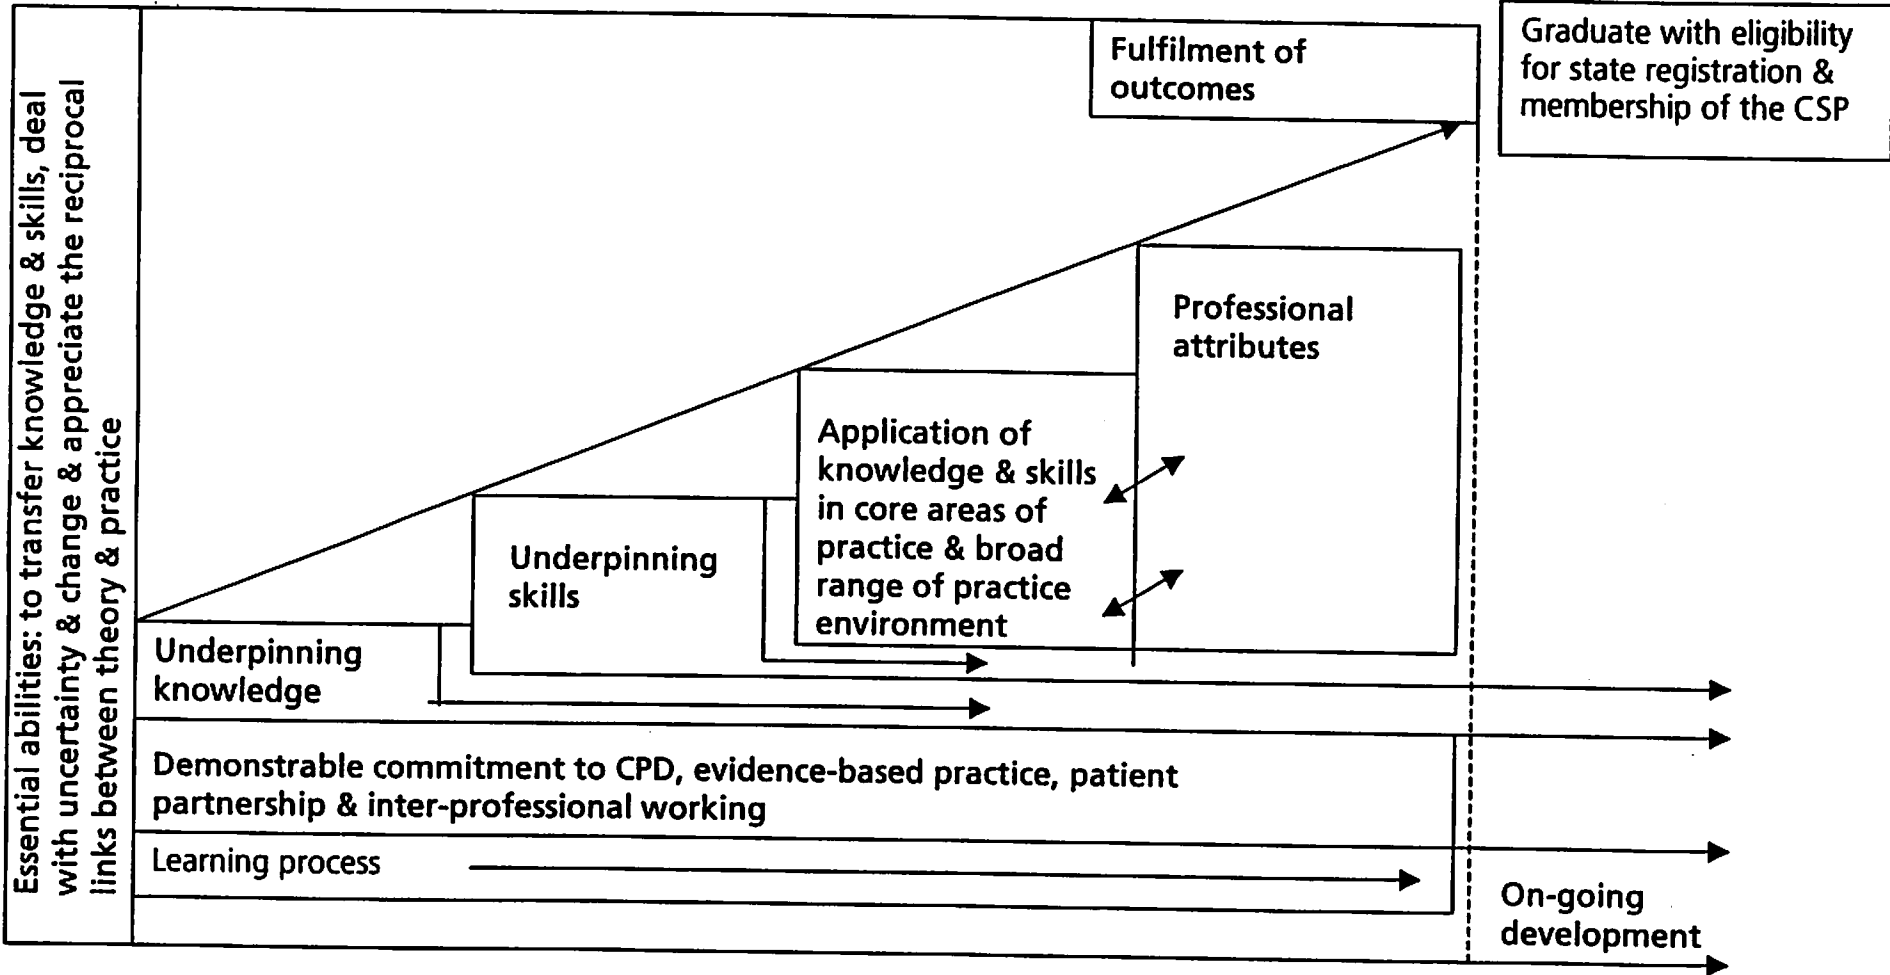 Essential abilities: to transfer knowledge & skills, deal
with uncertainty & change & appreciate the reciprocal
links between theory & practice
Fulfilment of
outcomes
Graduate with eligibility
for state registration &
membership of the CSP
Professional
attributes
Application of
knowledge & skills
in core areas of
practice & broad
range of practice
environment
Underpinning
skills
Underpinning
knowledge
Demonstrable commitment to CPD, evidence-based practice, patient
partnership & inter-professional working
Learning process
On-going
development